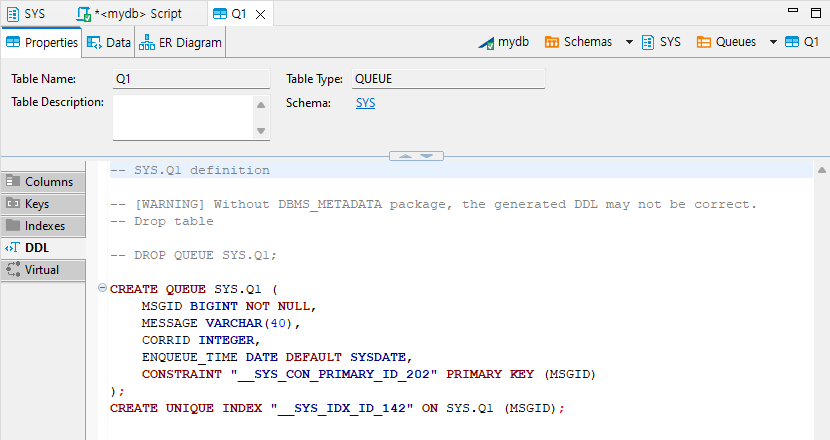 SYS *<mydb> Script Q1
Properties Data ER Diagram mydb Schemas SYS Queues Q1
Table Name: Q1 Table Type: QUEUE
Table Description: Schema: SYS
Columns
Keys
Indexes
DDL
Virtual
-- SYS.Q1 definition
-- [WARNING] Without DBMS_METADATA package, the generated DDL may not be correct.
-- Drop table
-- DROP QUEUE SYS.Q1;
CREATE QUEUE SYS.Q1 (
MSGID BIGINT NOT NULL,
MESSAGE VARCHAR(40),
CORRID INTEGER,
ENQUEUE_TIME DATE DEFAULT SYSDATE,
CONSTRAINT "__SYS_CON_PRIMARY_ID_202" PRIMARY KEY (MSGID)
);
CREATE UNIQUE INDEX "__SYS_IDX_ID_142" ON SYS.Q1 (MSGID);